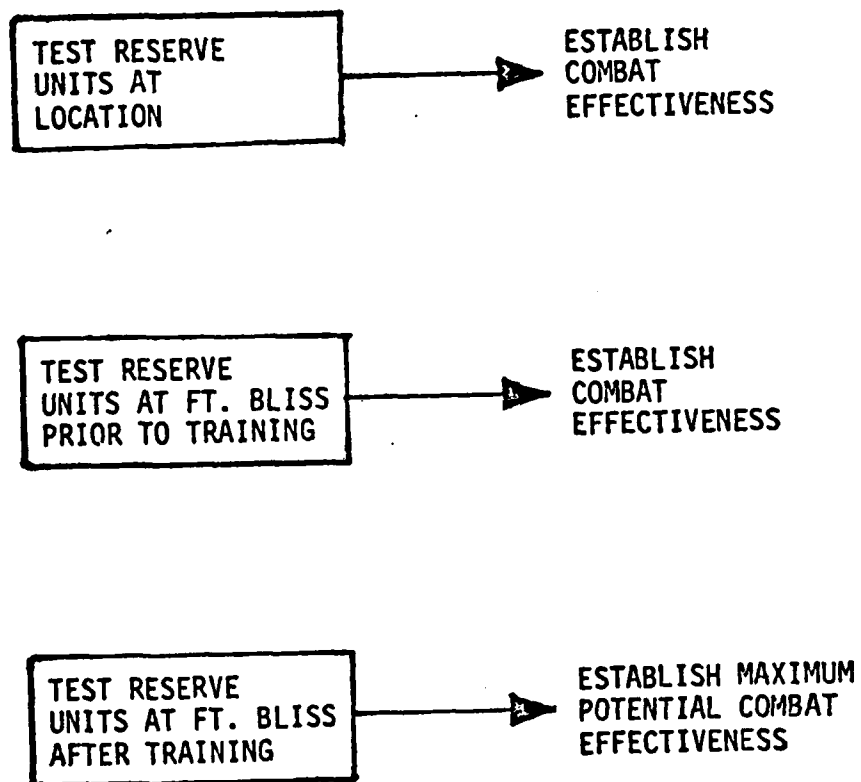 TEST RESERVE
UNITS AT
LOCATION
ESTABLISH
COMBAT
EFFECTIVENESS
TEST RESERVE
UNITS AT FT. BLISS
PRIOR TO TRAINING
ESTABLISH
COMBAT
EFFECTIVENESS
TEST RESERVE
UNITS AT FT. BLISS
AFTER TRAINING
ESTABLISH MAXIMUM
POTENTIAL COMBAT
EFFECTIVENESS